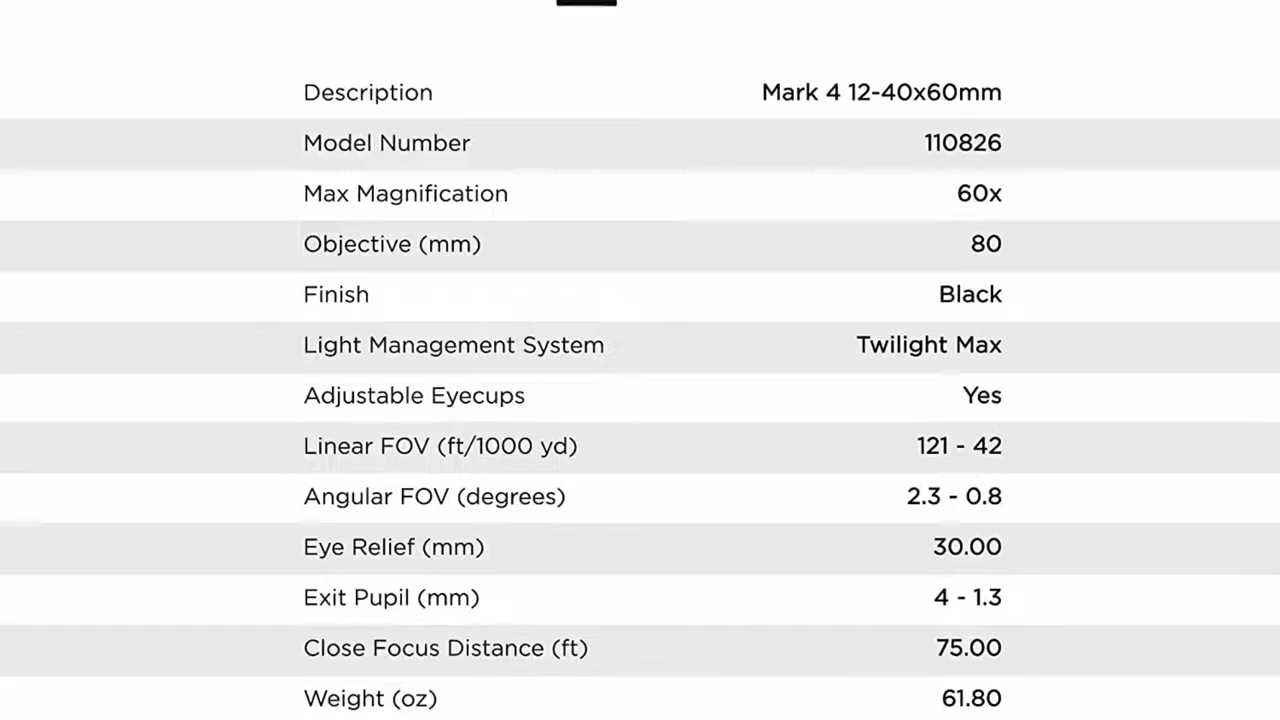 Description Mark 4 12-40x60mm
Model Number 110826
Max Magnification 60x
Objective (mm) 80
Finish Black
Light Management System Twilight Max
Adjustable Eyecups Yes
Linear FOV (ft/1000 yd) 121 - 42
Angular FOV (degrees) 2.3 - 0.8
Eye Relief (mm) 30.00
Exit Pupil (mm) 4 - 1.3
Close Focus Distance (ft) 75.00
Weight (oz) 61.80